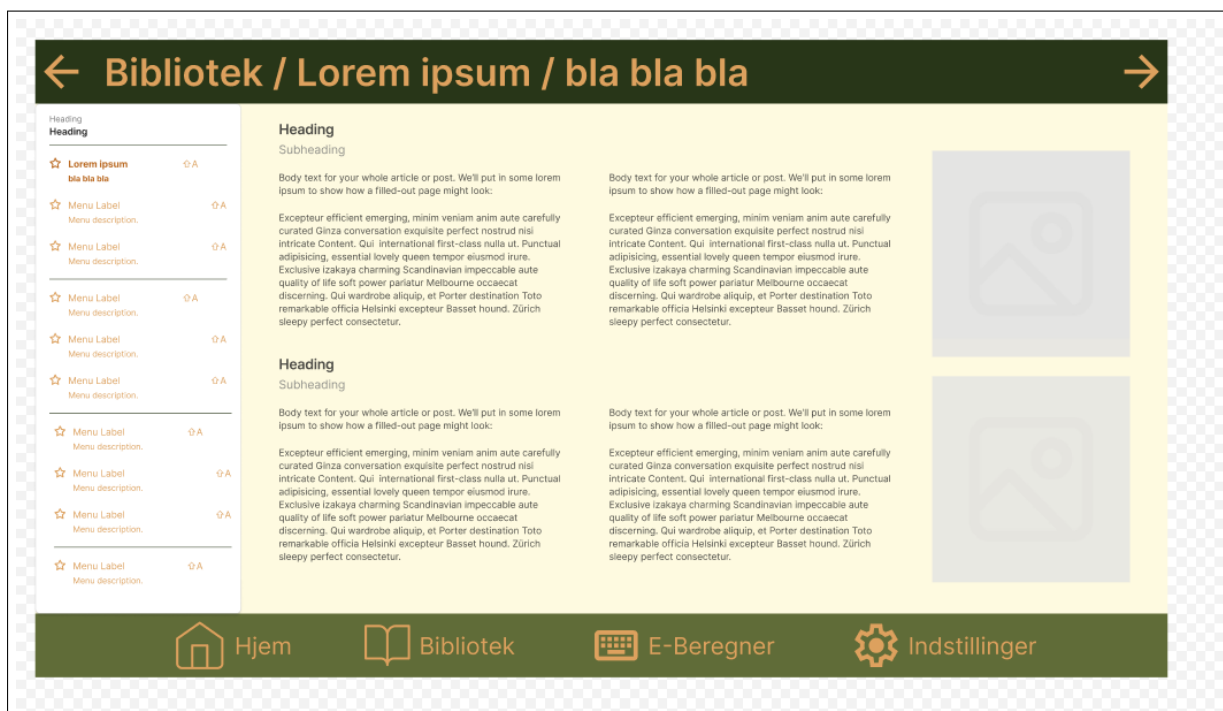 Bibliotek / Lorem ipsum / bla bla bla
Heading
Heading
Lorem ipsum ⇧A
bla bla bla
Menu Label ⇧A
Menu description.
Menu Label ⇧A
Menu description.
Menu Label ⇧A
Menu description.
Menu Label ⇧A
Menu description.
Menu Label ⇧A
Menu description.
Menu Label ⇧A
Menu description.
Menu Label ⇧A
Menu description.
Menu Label ⇧A
Menu description.
Menu Label ⇧A
Menu description.
Heading
Subheading
Body text for your whole article or post. We'll put in some lorem
ipsum to show how a filled-out page might look:
Excepteur efficient emerging, minim veniam anim aute carefully
curated Ginza conversation exquisite perfect nostrud nisi
intricate Content. Qui international first-class nulla ut. Punctual
adipisicing, essential lovely queen tempor eiusmod irure.
Exclusive izakaya charming Scandinavian impeccable aute
quality of life soft power pariatur Melbourne occaecat
discerning. Qui wardrobe aliquip, et Porter destination Toto
remarkable officia Helsinki excepteur Basset hound. Zürich
sleepy perfect consectetur.
Body text for your whole article or post. We'll put in some lorem
ipsum to show how a filled-out page might look:
Excepteur efficient emerging, minim veniam anim aute carefully
curated Ginza conversation exquisite perfect nostrud nisi
intricate Content. Qui international first-class nulla ut. Punctual
adipisicing, essential lovely queen tempor eiusmod irure.
Exclusive izakaya charming Scandinavian impeccable aute
quality of life soft power pariatur Melbourne occaecat
discerning. Qui wardrobe aliquip, et Porter destination Toto
remarkable officia Helsinki excepteur Basset hound. Zürich
sleepy perfect consectetur.
Heading
Subheading
Body text for your whole article or post. We'll put in some lorem
ipsum to show how a filled-out page might look:
Excepteur efficient emerging, minim veniam anim aute carefully
curated Ginza conversation exquisite perfect nostrud nisi
intricate Content. Qui international first-class nulla ut. Punctual
adipisicing, essential lovely queen tempor eiusmod irure.
Exclusive izakaya charming Scandinavian impeccable aute
quality of life soft power pariatur Melbourne occaecat
discerning. Qui wardrobe aliquip, et Porter destination Toto
remarkable officia Helsinki excepteur Basset hound. Zürich
sleepy perfect consectetur.
Body text for your whole article or post. We'll put in some lorem
ipsum to show how a filled-out page might look:
Excepteur efficient emerging, minim veniam anim aute carefully
curated Ginza conversation exquisite perfect nostrud nisi
intricate Content. Qui international first-class nulla ut. Punctual
adipisicing, essential lovely queen tempor eiusmod irure.
Exclusive izakaya charming Scandinavian impeccable aute
quality of life soft power pariatur Melbourne occaecat
discerning. Qui wardrobe aliquip, et Porter destination Toto
remarkable officia Helsinki excepteur Basset hound. Zürich
sleepy perfect consectetur.
Hjem Bibliotek E-Beregner Indstillinger